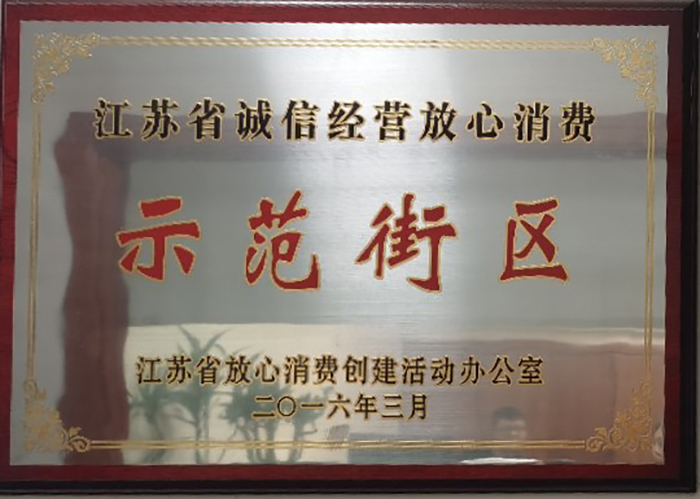 江苏省诚信经营放心消费
示范街区
江苏省放心消费创建活动办公室
二〇一六年三月